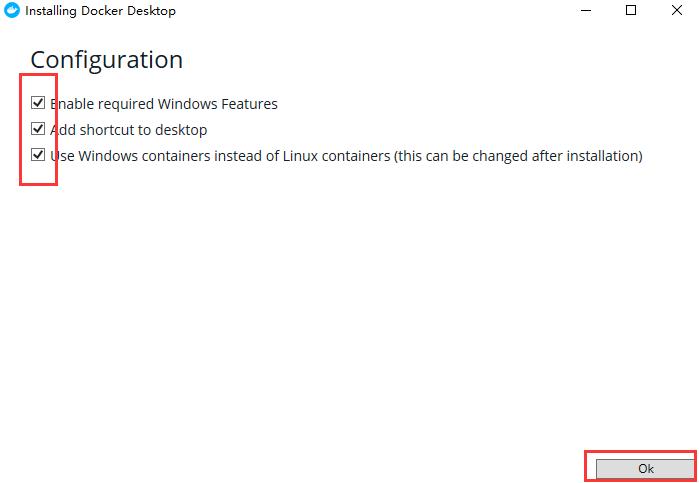 Installing Docker Desktop
Configuration
Enable required Windows Features
Add shortcut to desktop
Use Windows containers instead of Linux containers (this can be changed after installation)
Ok